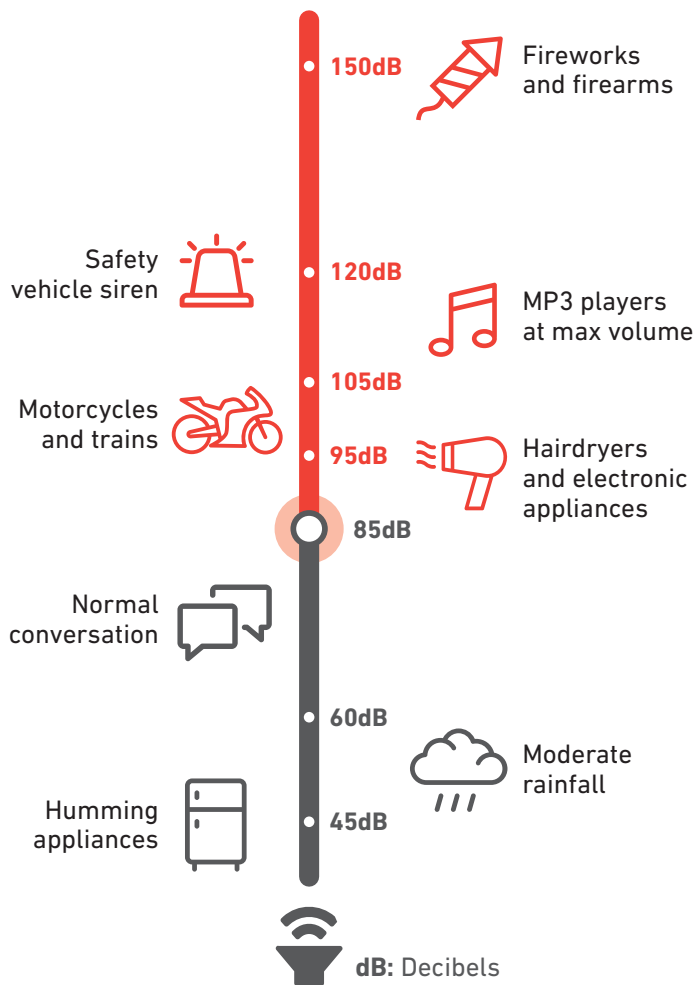 150dB
Fireworks
and firearms
Safety
vehicle siren
120dB
MP3 players
at max volume
105dB
Motorcycles
and trains
95dB
Hairdryers
and electronic
appliances
85dB
Normal
conversation
60dB
Moderate
rainfall
Humming
appliances
45dB
dB: Decibels